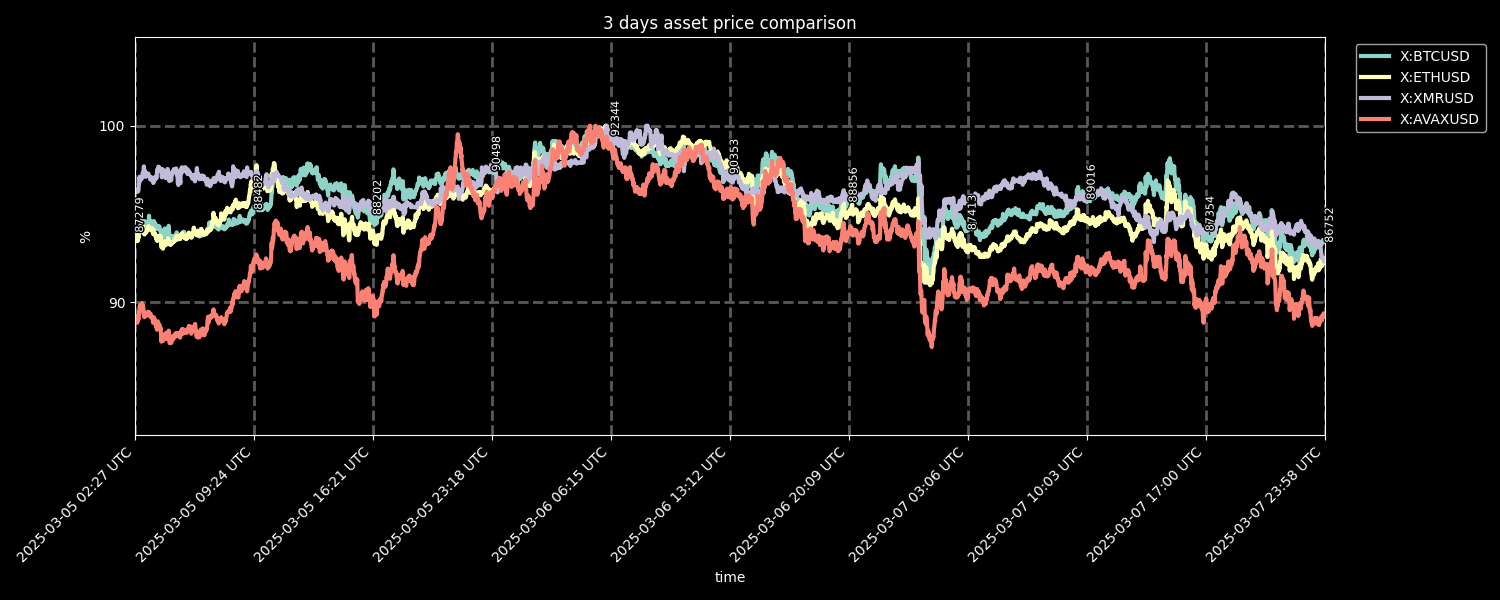 3 days asset price comparison
X:BTCUSD
X:ETHUSD
X:XMRUSD
X:AVAXUSD
%
100
90
87279
88482
88202
90498
92344
90353
88856
87413
89016
87354
86752
2025-03-05 02:27 UTC
2025-03-05 09:24 UTC
2025-03-05 16:21 UTC
2025-03-05 23:18 UTC
2025-03-06 06:15 UTC
2025-03-06 13:12 UTC
2025-03-06 20:09 UTC
2025-03-07 03:06 UTC
2025-03-07 10:03 UTC
2025-03-07 17:00 UTC
2025-03-07 23:58 UTC
time